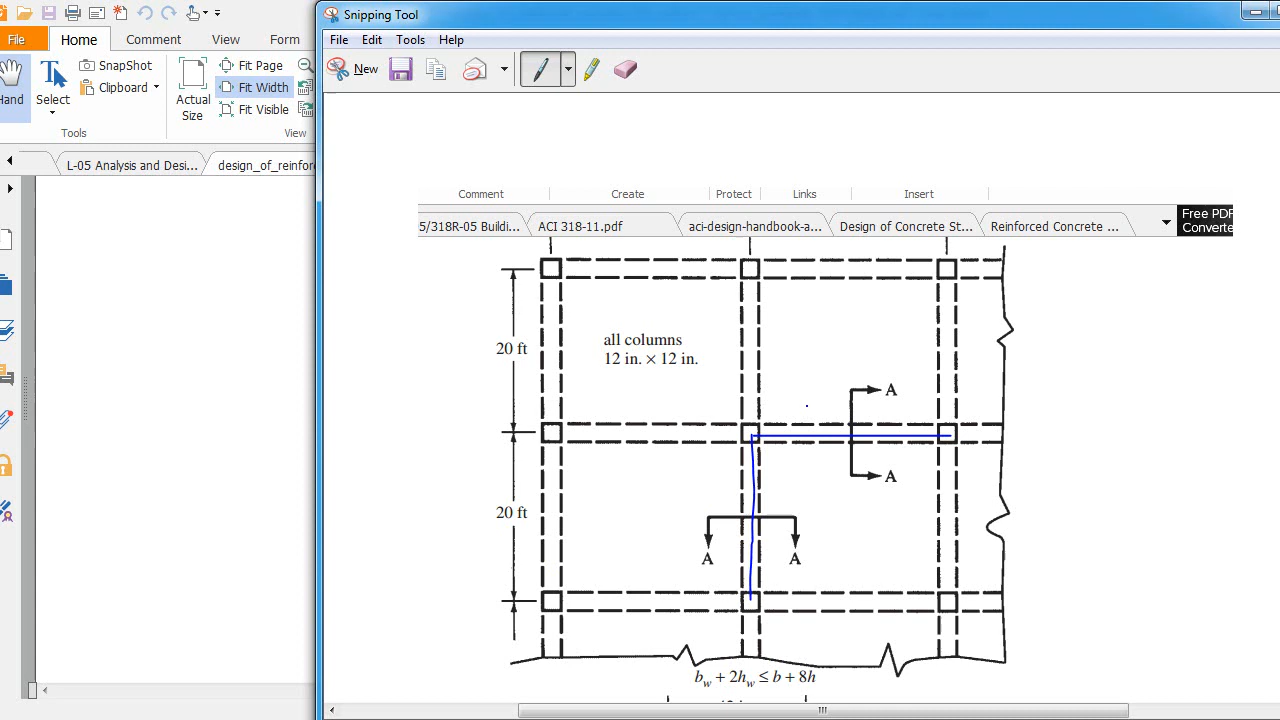 Snipping Tool
File Edit Tools Help
New
File Home Comment View Form
Hand
Select
SnapShot
Clipboard
Actual Size
Fit Page
Fit Width
Fit Visible
Tools View
L-05 Analysis and Desi... design_of_reinfor
Comment Create Protect Links Insert
5/318R-05 Buildi... ACI 318-11.pdf aci-design-handbook-a... Design of Concrete St... Reinforced Concrete ...
Free PDF
Converte
20 ft
all columns
12 in. × 12 in.
A
A
20 ft
A A
b_w + 2h_w ≤ b + 8h